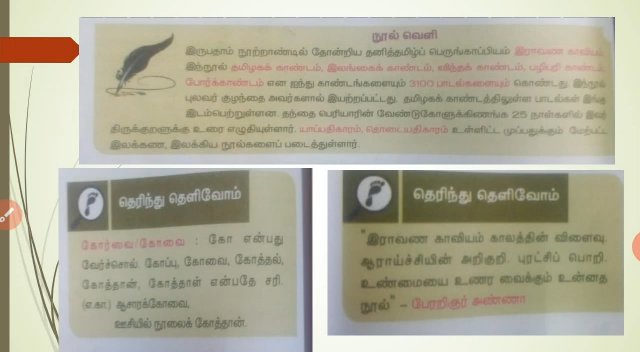 நூல் வெளி
இருபதாம் நூற்றாண்டில் தோன்றிய தனித்தமிழ்ப் பெருங்காப்பியம் இராவண காவியம்.
இந்நூல் தமிழகக் காண்டம், இலங்கைக் காண்டம், விந்தக் காண்டம், பழிபுரி காண்டம்,
போர்க்காண்டம் என ஐந்து காண்டங்களையும் 3100 பாடல்களையும் கொண்டது. இந்நூல்
புலவர் குழந்தை அவர்களால் இயற்றப்பட்டது. தமிழகக் காண்டத்திலுள்ள பாடல்கள் இங்கு
இடம்பெற்றுள்ளன. தந்தை பெரியாரின் வேண்டுகோளுக்கிணங்க 25 நாள்களில் இவர்
திருக்குறளுக்கு உரை எழுதியுள்ளார். யாப்பதிகாரம், தொடையதிகாரம் உள்ளிட்ட முப்பதுக்கும் மேற்பட்ட
இலக்கண, இலக்கிய நூல்களைப் படைத்துள்ளார்.
தெரிந்து தெளிவோம்
கோர்வை/கோவை : கோ என்பது
வேர்ச்சொல். கோப்பு, கோவை, கோத்தல்,
கோத்தான், கோத்தாள் என்பதே சரி.
(எ.கா.) ஆசாரக்கோவை,
ஊசியில் நூலைக் கோத்தான்.
தெரிந்து தெளிவோம்
"இராவண காவியம் காலத்தின் விளைவு.
ஆராய்ச்சியின் அறிகுறி. புரட்சிப் பொறி.
உண்மையை உணர வைக்கும் உன்னத
நூல்" – பேரறிஞர் அண்ணா